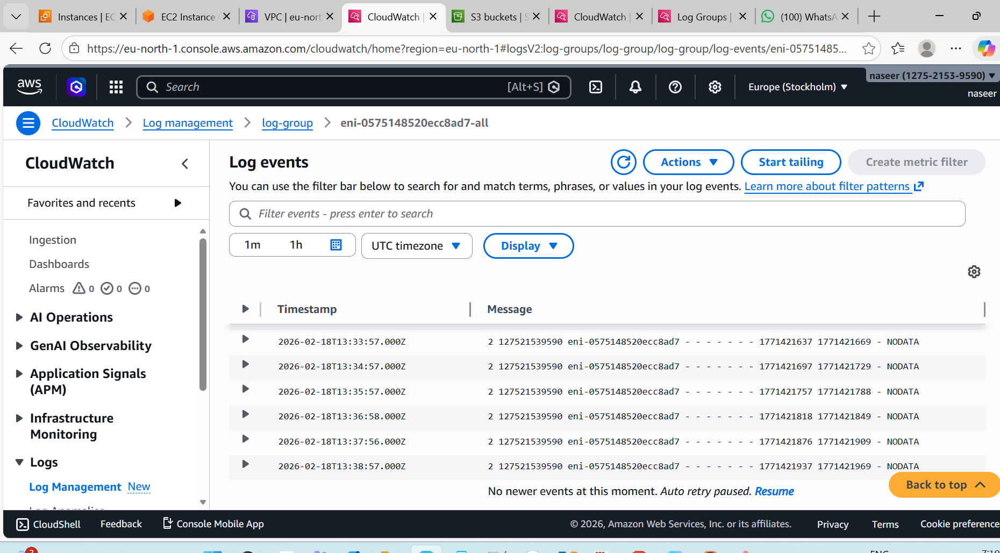 Instances | EC
EC2 Instance
VPC | eu-nort
CloudWatch |
S3 buckets | S
CloudWatch |
Log Groups |
(100) WhatsA
https://eu-north-1.console.aws.amazon.com/cloudwatch/home?region=eu-north-1#logsV2:log-groups/log-group/log-group/log-events/eni-05751485...
aws
Search [Alt+S]
Europe (Stockholm)
naseer (1275-2153-9590)
naseer
CloudWatch
Log management
log-group
eni-0575148520ecc8ad7-all
CloudWatch
Favorites and recents
Ingestion
Dashboards
Alarms 0 0 0
AI Operations
GenAI Observability
Application Signals
(APM)
Infrastructure
Monitoring
Logs
Log Management New
Log Anomalies
Log events
Actions
Start tailing
Create metric filter
You can use the filter bar below to search for and match terms, phrases, or values in your log events. Learn more about filter patterns
Filter events - press enter to search
1m 1h
UTC timezone
Display
Timestamp Message
2026-02-18T13:33:57.000Z 2 127521539590 eni-0575148520ecc8ad7 - - - - - - - 1771421637 1771421669 - NODATA
2026-02-18T13:34:57.000Z 2 127521539590 eni-0575148520ecc8ad7 - - - - - - - 1771421697 1771421729 - NODATA
2026-02-18T13:35:57.000Z 2 127521539590 eni-0575148520ecc8ad7 - - - - - - - 1771421757 1771421788 - NODATA
2026-02-18T13:36:58.000Z 2 127521539590 eni-0575148520ecc8ad7 - - - - - - - 1771421818 1771421849 - NODATA
2026-02-18T13:37:56.000Z 2 127521539590 eni-0575148520ecc8ad7 - - - - - - - 1771421876 1771421909 - NODATA
2026-02-18T13:38:57.000Z 2 127521539590 eni-0575148520ecc8ad7 - - - - - - - 1771421937 1771421969 - NODATA
No newer events at this moment. Auto retry paused. Resume
Back to top
CloudShell
Feedback
Console Mobile App
© 2026, Amazon Web Services, Inc. or its affiliates.
Privacy
Terms
Cookie preference